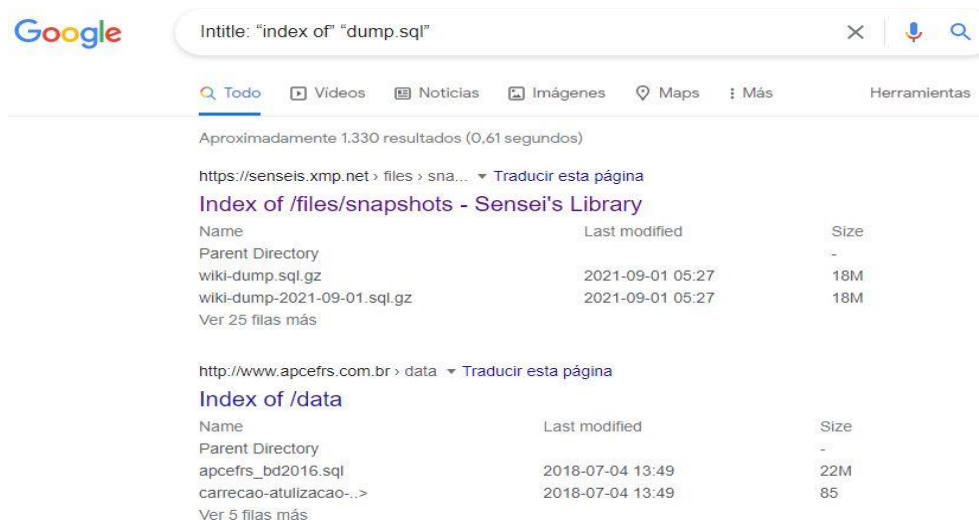 Google
Intitle: “index of” “dump.sql”
Todo Vídeos Noticias Imágenes Maps Más Herramientas
Aproximadamente 1.330 resultados (0,61 segundos)
https://senseis.xmp.net › files › sna... Traducir esta página
Index of /files/snapshots - Sensei's Library
Name Last modified Size
Parent Directory -
wiki-dump.sql.gz 2021-09-01 05:27 18M
wiki-dump-2021-09-01.sql.gz 2021-09-01 05:27 18M
Ver 25 filas más
http://www.apcefrs.com.br › data Traducir esta página
Index of /data
Name Last modified Size
Parent Directory -
apcefrs_bd2016.sql 2018-07-04 13:49 22M
carrecao-atulizacao-..> 2018-07-04 13:49 85
Ver 5 filas más